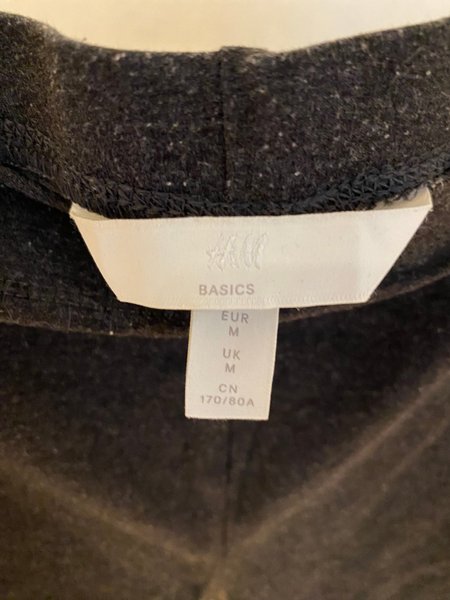 H&M
BASICS
EUR
M
UK
M
CN
170/80A